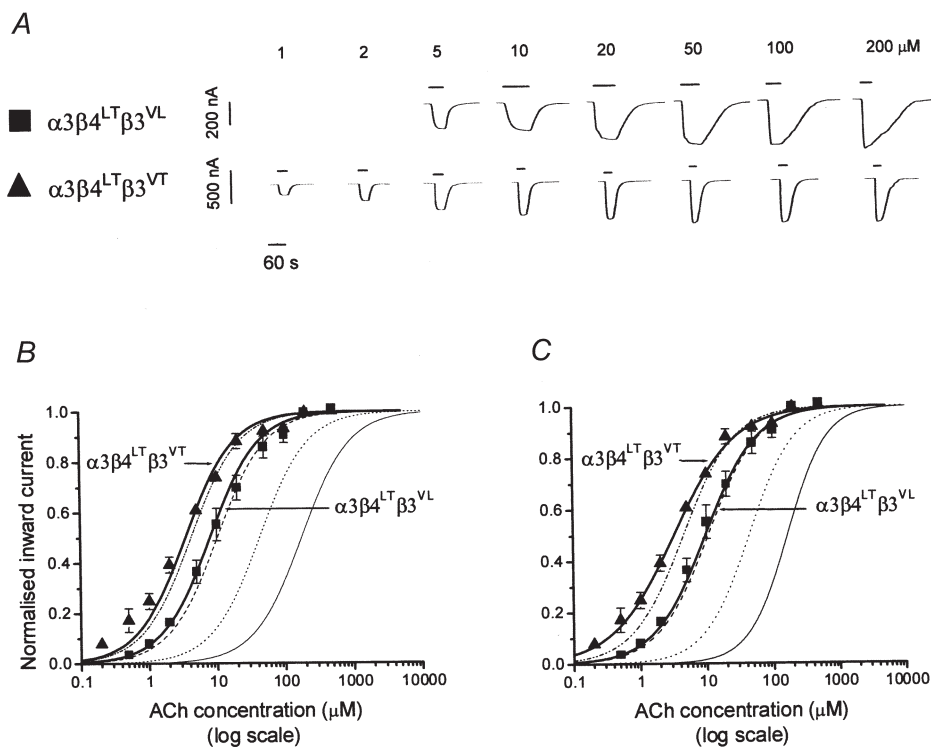 A
1 2 5 10 20 50 100 200 μM
α3β4LTβ3VL
200 nA
α3β4LTβ3VT
500 nA
60 s
B
Normalised inward current
1.0
0.8
0.6
0.4
0.2
0.0
α3β4LTβ3VT
α3β4LTβ3VL
0.1 1 10 100 1000 10000
ACh concentration (μM)
(log scale)
C
1.0
0.8
0.6
0.4
0.2
0.0
α3β4LTβ3VT
α3β4LTβ3VL
0.1 1 10 100 1000 10000
ACh concentration (μM)
(log scale)